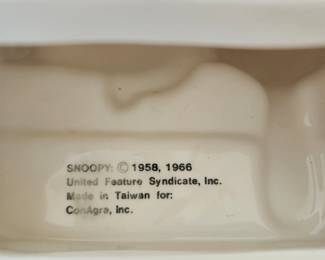 SNOOPY: © 1958, 1966
United Feature Syndicate, Inc.
Made in Taiwan for:
ConAgra, Inc.